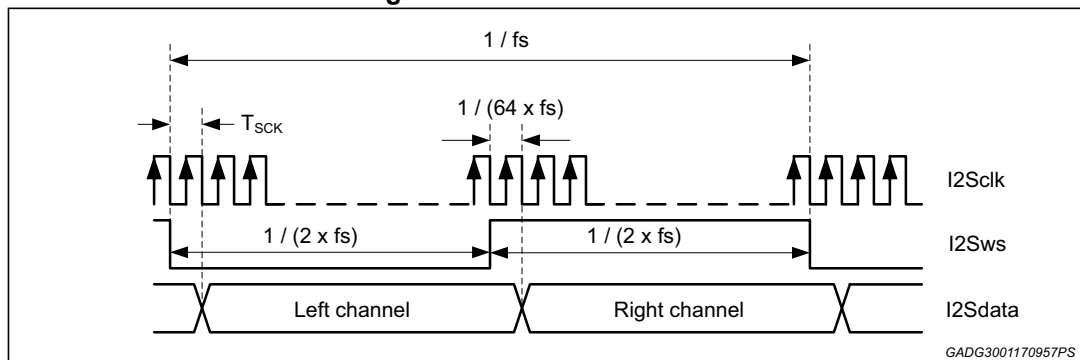 1 / fs
1 / (64 x fs)
TSCK
I2Sclk
1 / (2 x fs) 1 / (2 x fs) I2Sws
Left channel Right channel I2Sdata
GADG3001170957PS